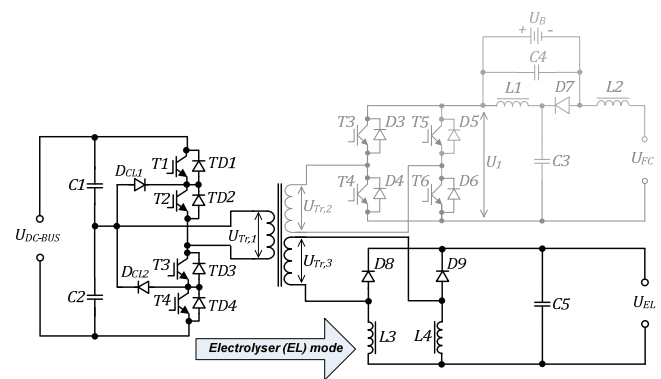 U_B
+ -
C4
L1 D7 L2
T3 D3 T5 D5
U_1
C3
U_FC
T4 D4 T6 D6
D_CL1 T1 TD1
C1
T2 TD2
U_Tr,2
U_DC-BUS
U_Tr,1
U_Tr,3
D_CL2 T3 TD3
D8 D9
C2
T4 TD4
C5
U_EL
L3 L4
Electrolyser (EL) mode